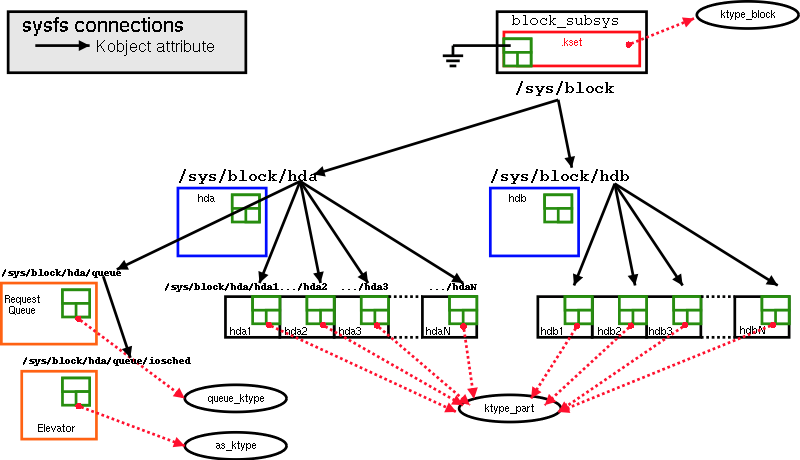 sysfs connections
Kobject attribute
block_subsys
.kset
ktype_block
/sys/block
/sys/block/hda
/sys/block/hdb
hda
hdb
/sys/block/hda/queue
/sys/block/hda/hda1.../hda2 .../hda3 .../hdaN
Request
Queue
hda1 hda2 hda3 hdaN
hdb1 hdb2 hdb3 hdbN
/sys/block/hda/queue/iosched
queue_ktype
ktype_part
Elevator
as_ktype